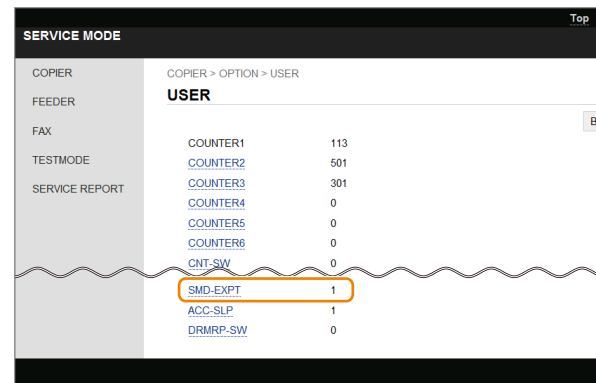 Top
SERVICE MODE
COPIER
FEEDER
FAX
TESTMODE
SERVICE REPORT
COPIER > OPTION > USER
USER
B
COUNTER1 113
COUNTER2 501
COUNTER3 301
COUNTER4 0
COUNTER5 0
COUNTER6 0
CNT-SW 0
SMD-EXPT 1
ACC-SLP 1
DRMRP-SW 0